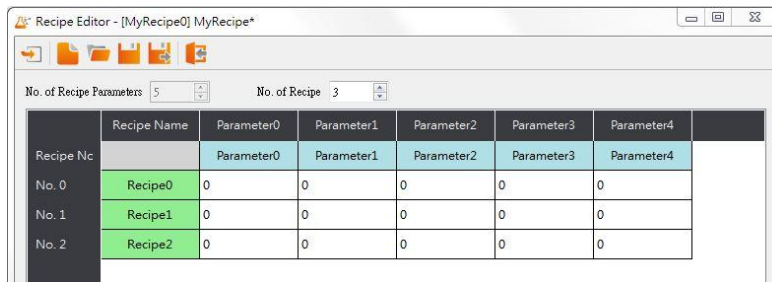 Recipe Editor - [MyRecipe0] MyRecipe*
No. of Recipe Parameters 5 No. of Recipe 3
Recipe Name Parameter0 Parameter1 Parameter2 Parameter3 Parameter4
Recipe Nc Parameter0 Parameter1 Parameter2 Parameter3 Parameter4
No. 0 Recipe0 0 0 0 0 0
No. 1 Recipe1 0 0 0 0 0
No. 2 Recipe2 0 0 0 0 0